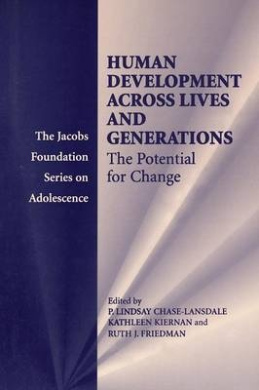 The Jacobs
Foundation
Series on
Adolescence
HUMAN
DEVELOPMENT
ACROSS LIVES
AND
GENERATIONS
The Potential
for Change
Edited by
P. LINDSAY CHASE-LANSDALE
KATHLEEN KIERNAN and
RUTH J. FRIEDMAN